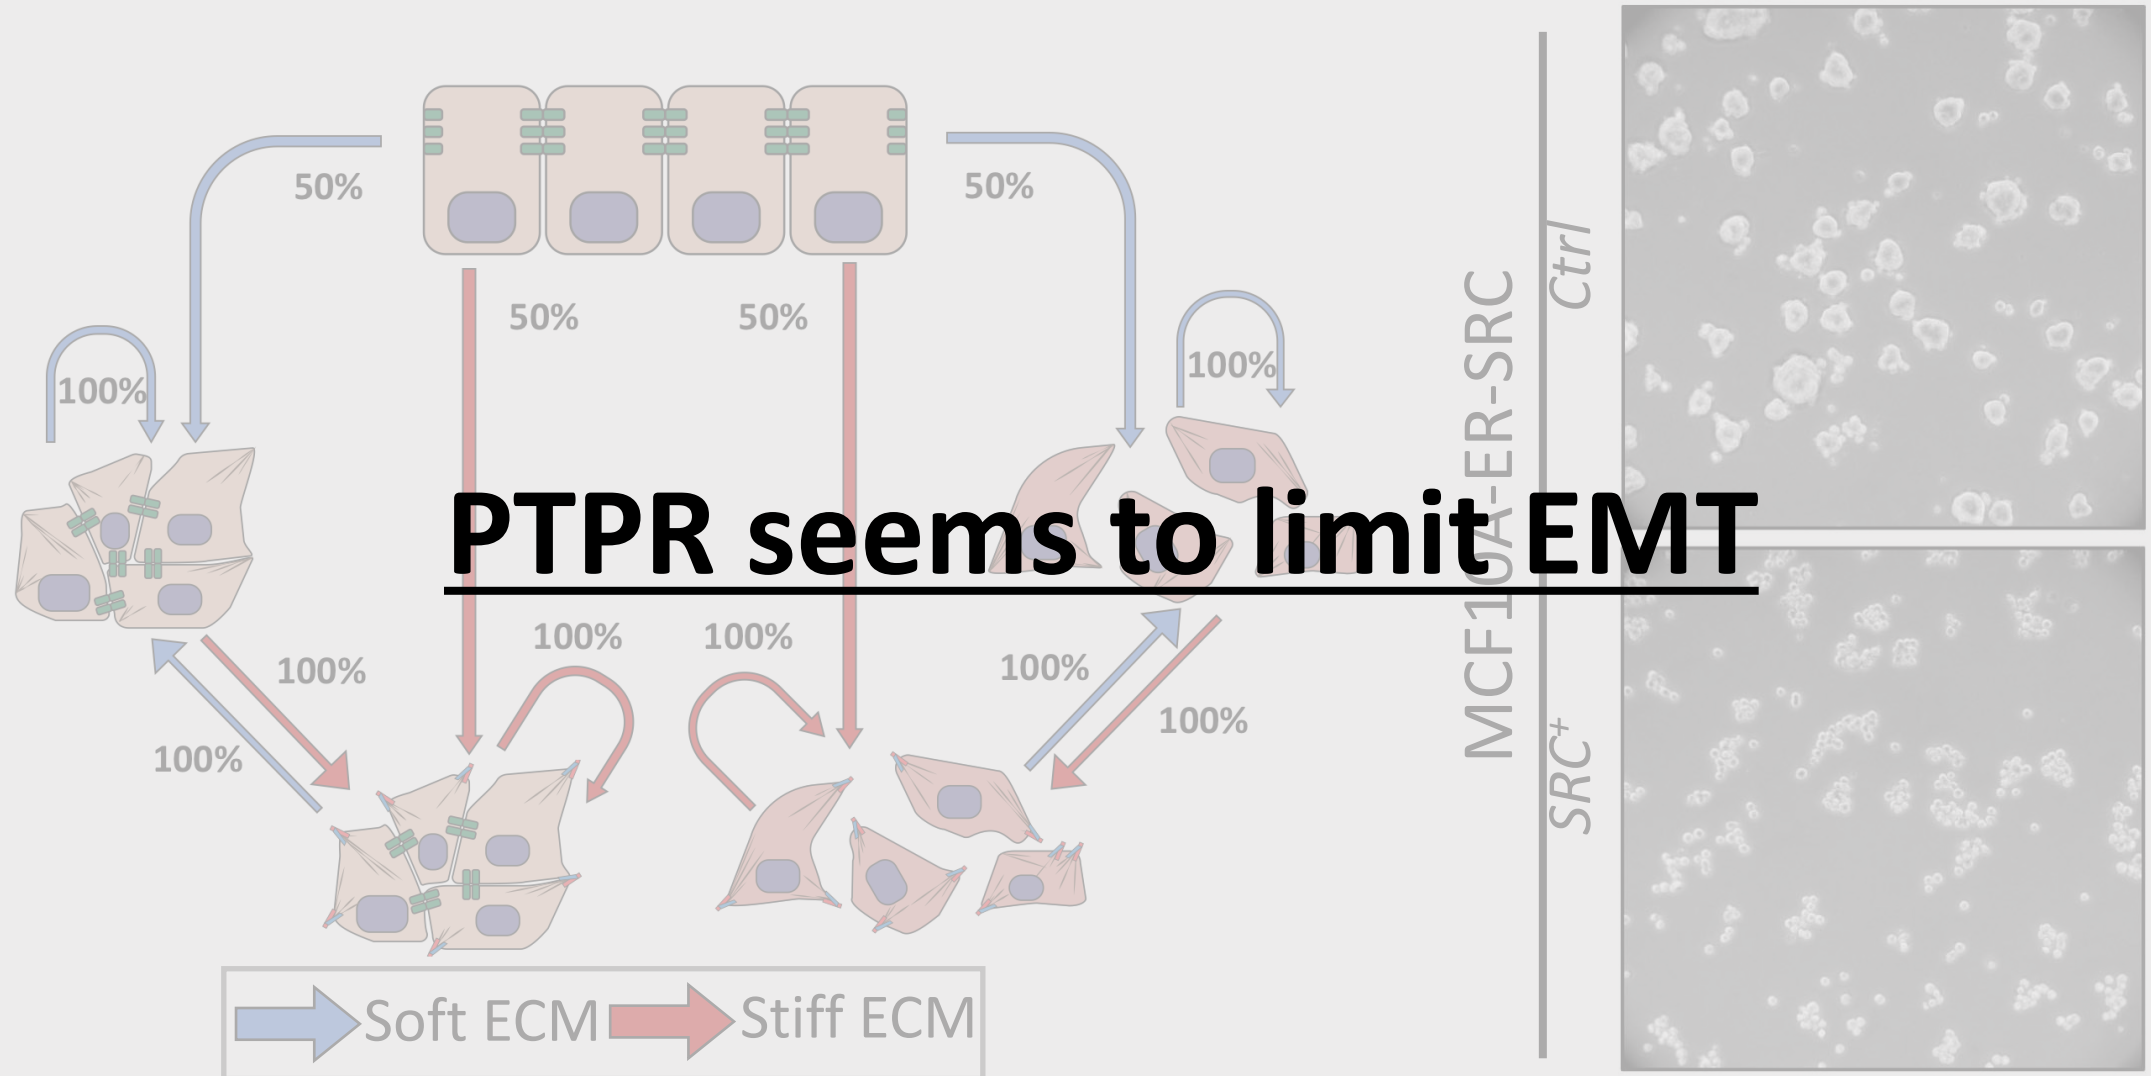 50%
50%
50%
50%
100%
100%
PTPR seems to limit EMT
100%
100%
100%
100%
100%
100%
Soft ECM
Stiff ECM
MCF10A-ER-SRC
Ctrl
SRC+